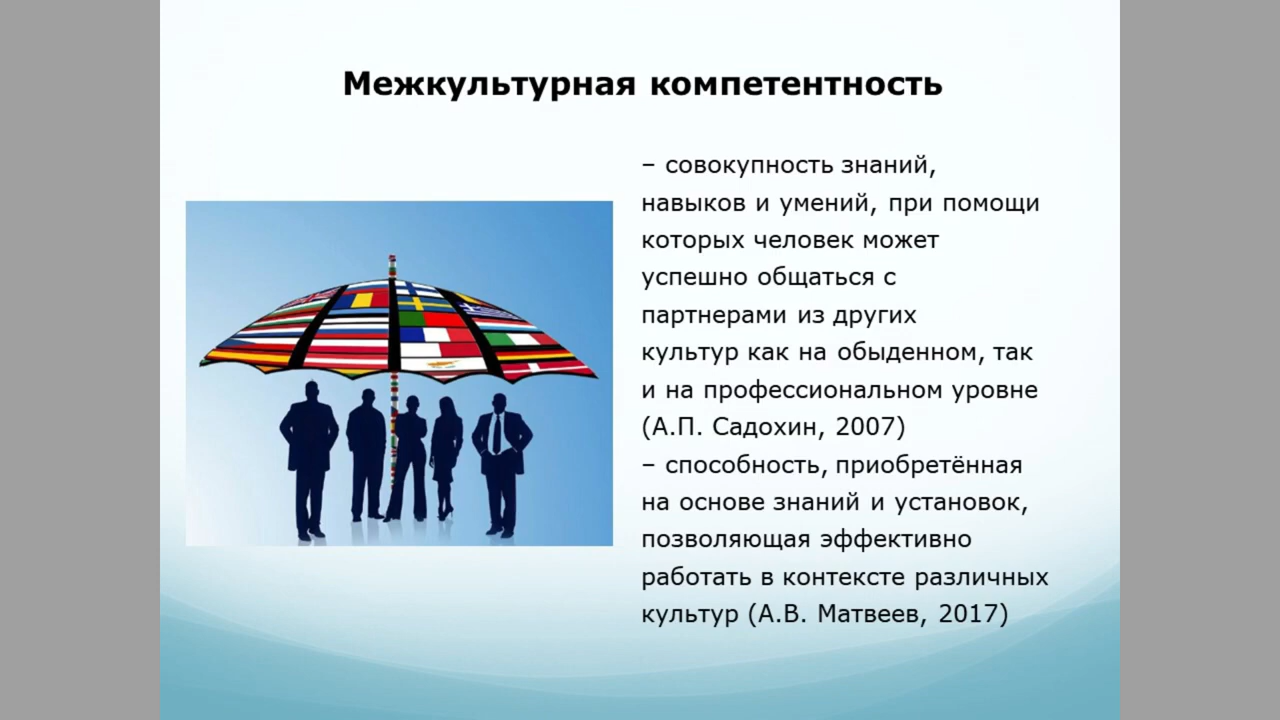 Межкультурная компетентность
– совокупность знаний,
навыков и умений, при помощи
которых человек может
успешно общаться с
партнерами из других
культур как на обыденном, так
и на профессиональном уровне
(А.П. Садохин, 2007)
– способность, приобретённая
на основе знаний и установок,
позволяющая эффективно
работать в контексте различных
культур (А.В. Матвеев, 2017)